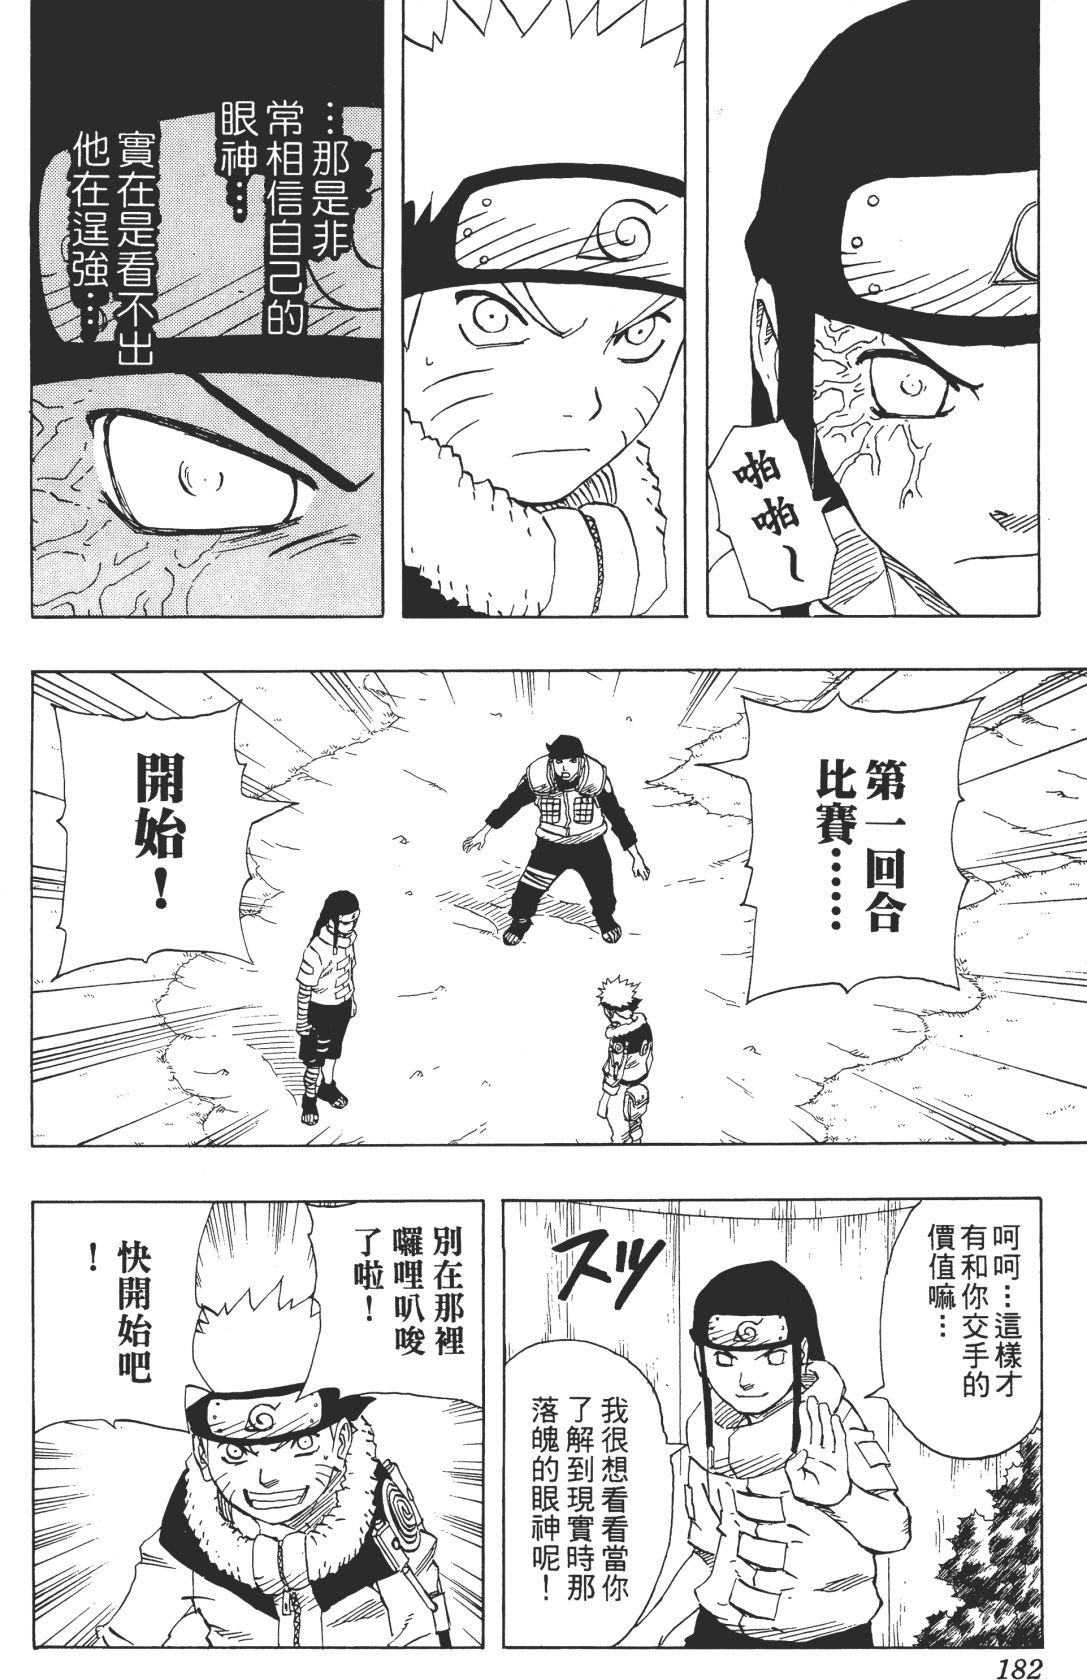 啪
啪～
…那是非
常相信自己的
眼神…
實在是看不出
他在逞強…
第一回合
比賽……
開始！
呵呵…這樣才
有和你交手的
價值嘛…
スッ
我很想看看當你
了解到現實時那
落魄的眼神呢！
別在那裡
囉哩叭唆
了啦！
快開始吧
！
182